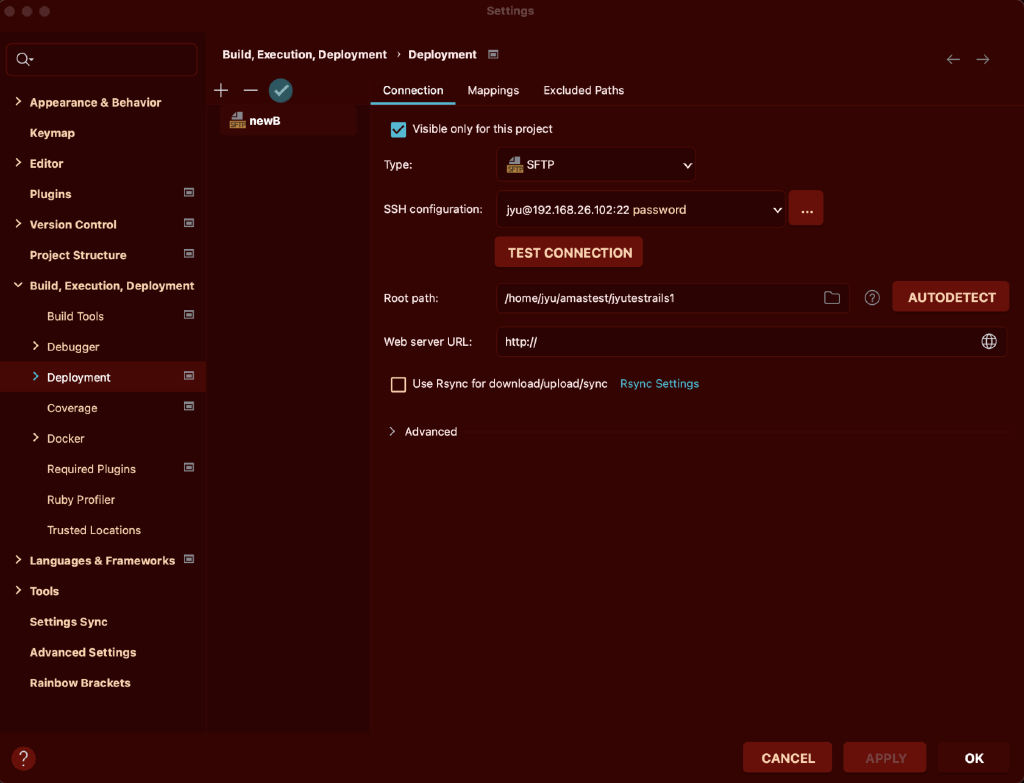 Settings
Build, Execution, Deployment › Deployment
Appearance & Behavior
Keymap
Editor
Plugins
Version Control
Project Structure
Build, Execution, Deployment
Build Tools
Debugger
Deployment
Coverage
Docker
Required Plugins
Ruby Profiler
Trusted Locations
Languages & Frameworks
Tools
Settings Sync
Advanced Settings
Rainbow Brackets
SFTP newB
Connection Mappings Excluded Paths
Visible only for this project
Type: SFTP SFTP
SSH configuration: jyu@192.168.26.102:22 password ...
TEST CONNECTION
Root path: /home/jyu/amastest/jyutestrails1 ? AUTODETECT
Web server URL: http://
Use Rsync for download/upload/sync Rsync Settings
Advanced
? CANCEL APPLY OK